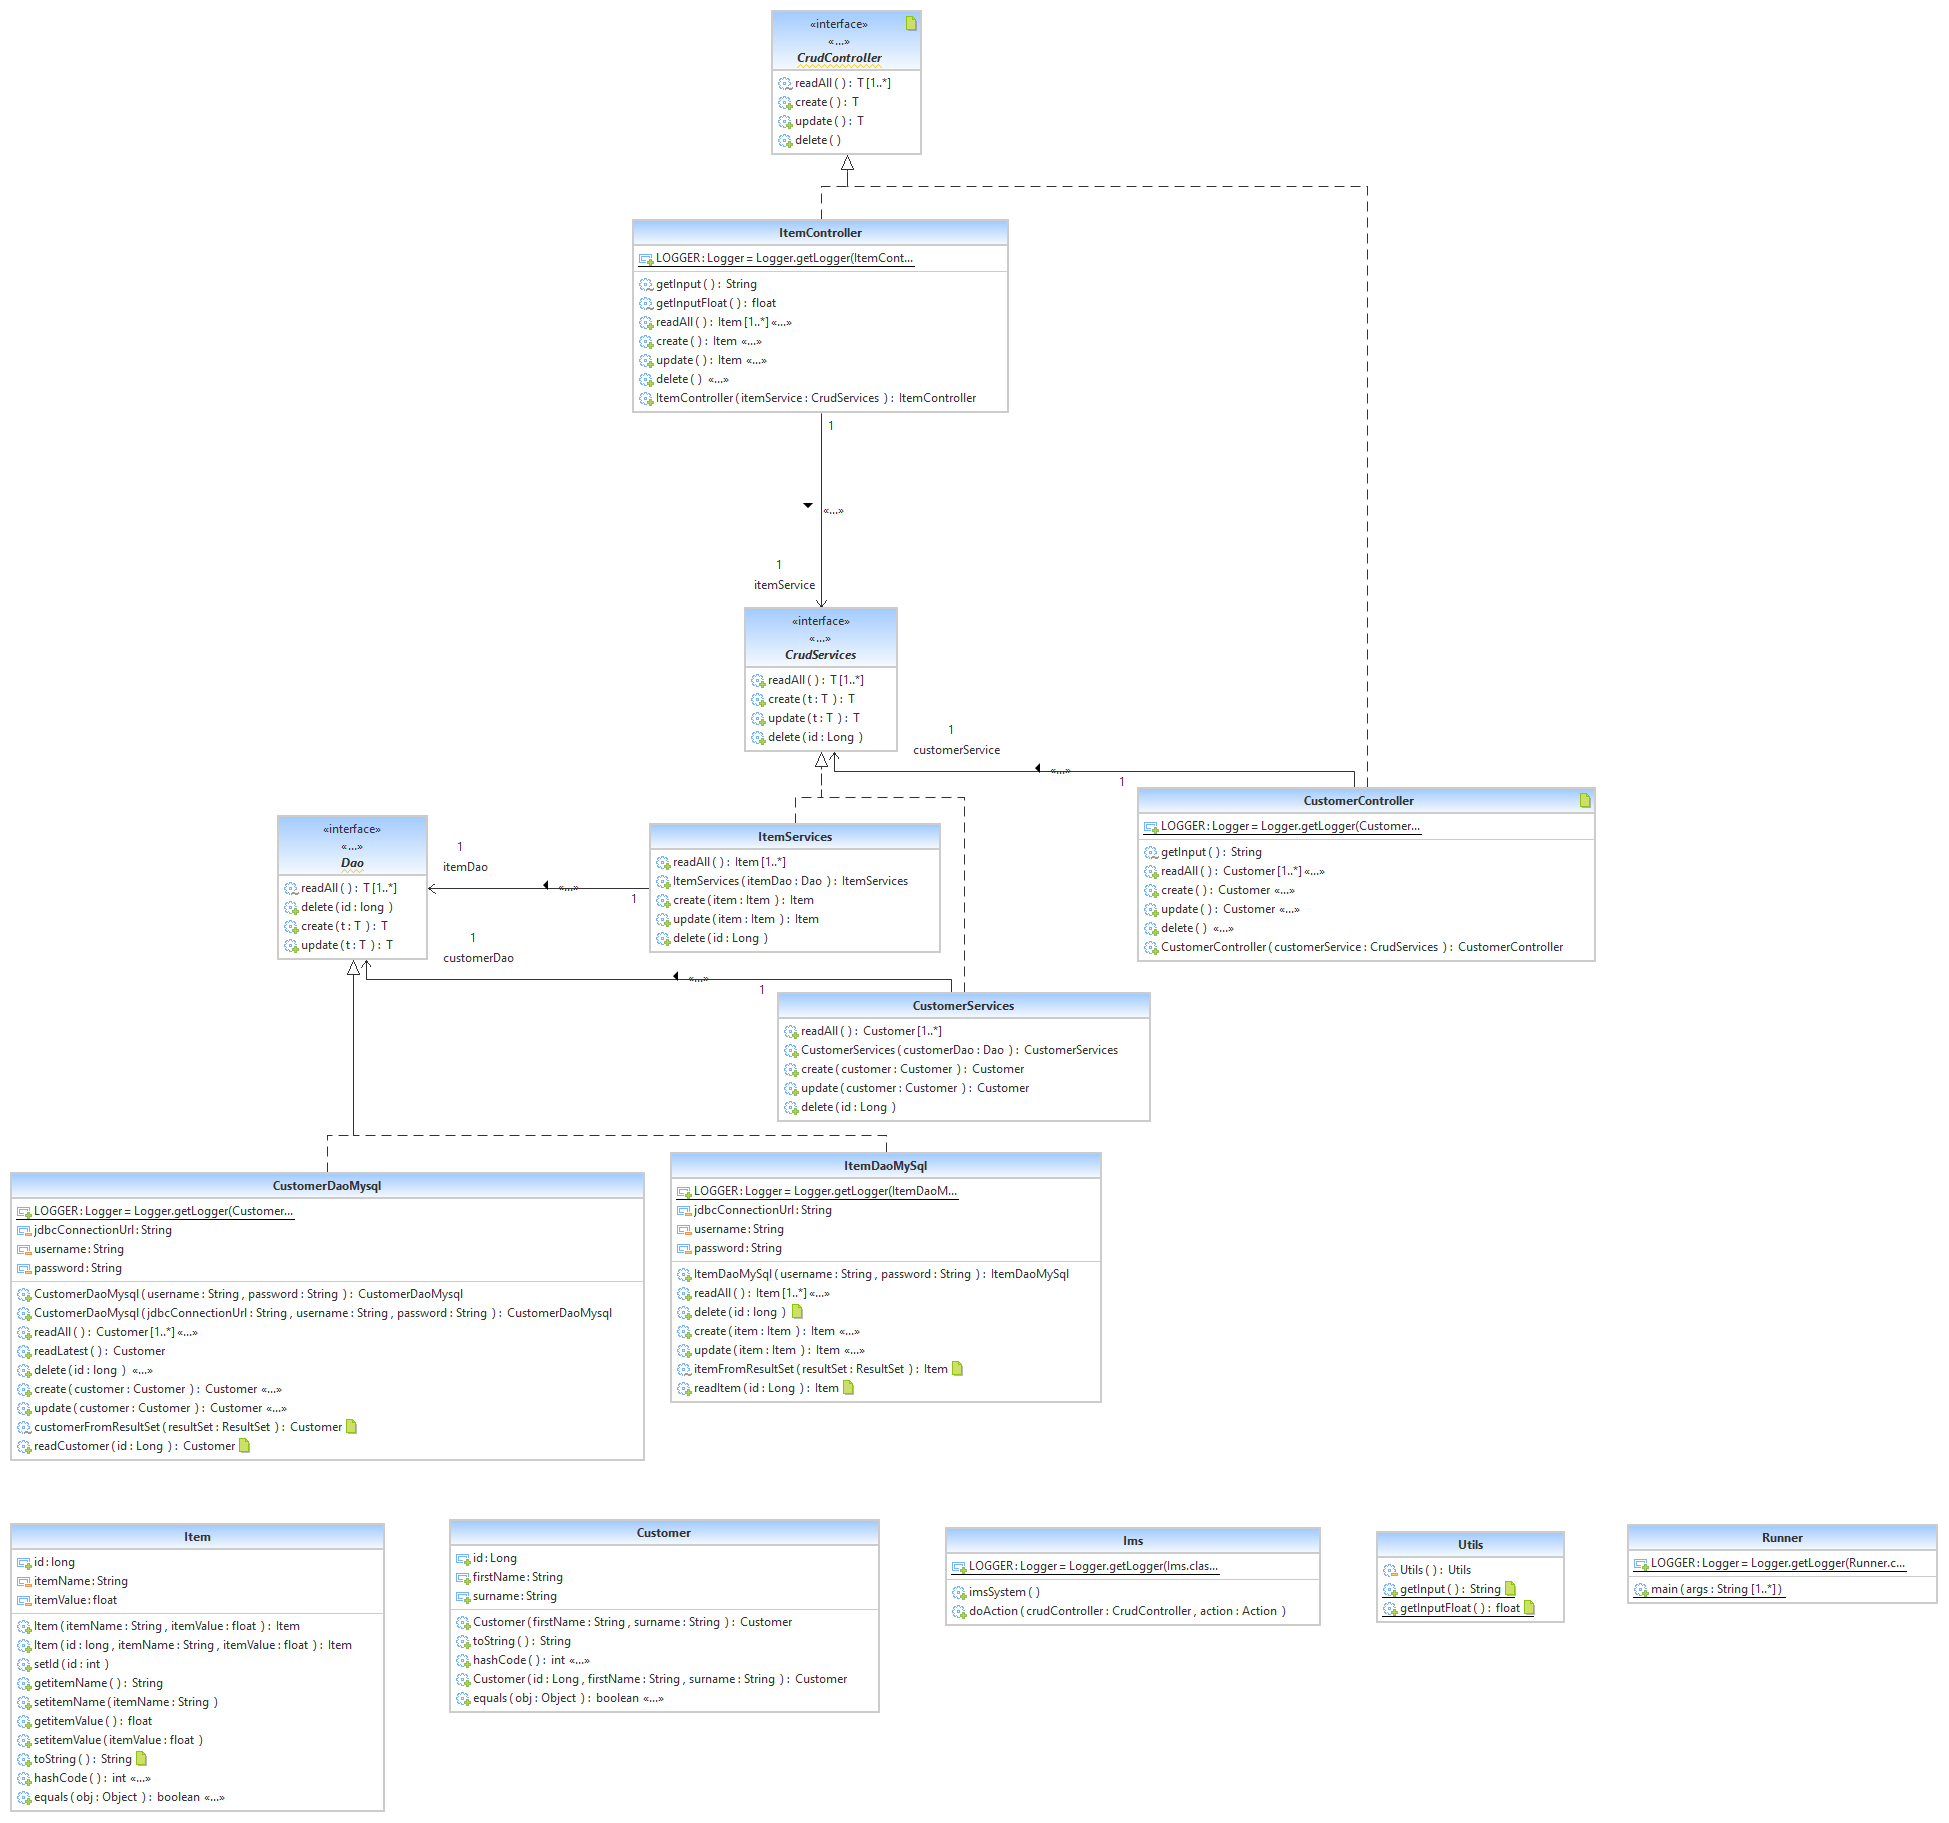 «interface»
«...»
CrudController
readAll ( ) : T [1..*]
create ( ) : T
update ( ) : T
delete ( )
ItemController
LOGGER : Logger = Logger.getLogger(ItemCont...
getInput ( ) : String
getInputFloat ( ) : float
readAll ( ) : Item [1..*] «...»
create ( ) : Item «...»
update ( ) : Item «...»
delete ( ) «...»
ItemController ( itemService : CrudServices ) : ItemController
1
«...»
1
itemService
«interface»
«...»
CrudServices
readAll ( ) : T [1..*]
create ( t : T ) : T
update ( t : T ) : T
delete ( id : Long )
1
customerService
«...»
1
CustomerController
LOGGER : Logger = Logger.getLogger(Customer...
getInput ( ) : String
readAll ( ) : Customer [1..*] «...»
create ( ) : Customer «...»
update ( ) : Customer «...»
delete ( ) «...»
CustomerController ( customerService : CrudServices ) : CustomerController
«interface»
«...»
Dao
readAll ( ) : T [1..*]
delete ( id : long )
create ( t : T ) : T
update ( t : T ) : T
1
itemDao
«...»
1
ItemServices
readAll ( ) : Item [1..*]
ItemServices ( itemDao : Dao ) : ItemServices
create ( item : Item ) : Item
update ( item : Item ) : Item
delete ( id : Long )
1
customerDao
«...»
1
CustomerServices
readAll ( ) : Customer [1..*]
CustomerServices ( customerDao : Dao ) : CustomerServices
create ( customer : Customer ) : Customer
update ( customer : Customer ) : Customer
delete ( id : Long )
CustomerDaoMysql
LOGGER : Logger = Logger.getLogger(Customer...
jdbcConnectionUrl : String
username : String
password : String
CustomerDaoMysql ( username : String , password : String ) : CustomerDaoMysql
CustomerDaoMysql ( jdbcConnectionUrl : String , username : String , password : String ) : CustomerDaoMysql
readAll ( ) : Customer [1..*] «...»
readLatest ( ) : Customer
delete ( id : long ) «...»
create ( customer : Customer ) : Customer «...»
update ( customer : Customer ) : Customer «...»
customerFromResultSet ( resultSet : ResultSet ) : Customer
readCustomer ( id : Long ) : Customer
ItemDaoMySql
LOGGER : Logger = Logger.getLogger(ItemDaoM...
jdbcConnectionUrl : String
username : String
password : String
ItemDaoMySql ( username : String , password : String ) : ItemDaoMySql
readAll ( ) : Item [1..*] «...»
delete ( id : long )
create ( item : Item ) : Item «...»
update ( item : Item ) : Item «...»
itemFromResultSet ( resultSet : ResultSet ) : Item
readItem ( id : Long ) : Item
Item
id : long
itemName : String
itemValue : float
Item ( itemName : String , itemValue : float ) : Item
Item ( id : long , itemName : String , itemValue : float ) : Item
setId ( id : int )
getitemName ( ) : String
setitemName ( itemName : String )
getitemValue ( ) : float
setitemValue ( itemValue : float )
toString ( ) : String
hashCode ( ) : int «...»
equals ( obj : Object ) : boolean «...»
Customer
id : Long
firstName : String
surname : String
Customer ( firstName : String , surname : String ) : Customer
toString ( ) : String
hashCode ( ) : int «...»
Customer ( id : Long , firstName : String , surname : String ) : Customer
equals ( obj : Object ) : boolean «...»
Ims
LOGGER : Logger = Logger.getLogger(Ims.clas...
imsSystem ( )
doAction ( crudController : CrudController , action : Action )
Utils
Utils ( ) : Utils
getInput ( ) : String
getInputFloat ( ) : float
Runner
LOGGER : Logger = Logger.getLogger(Runner.c...
main ( args : String [1..*] )